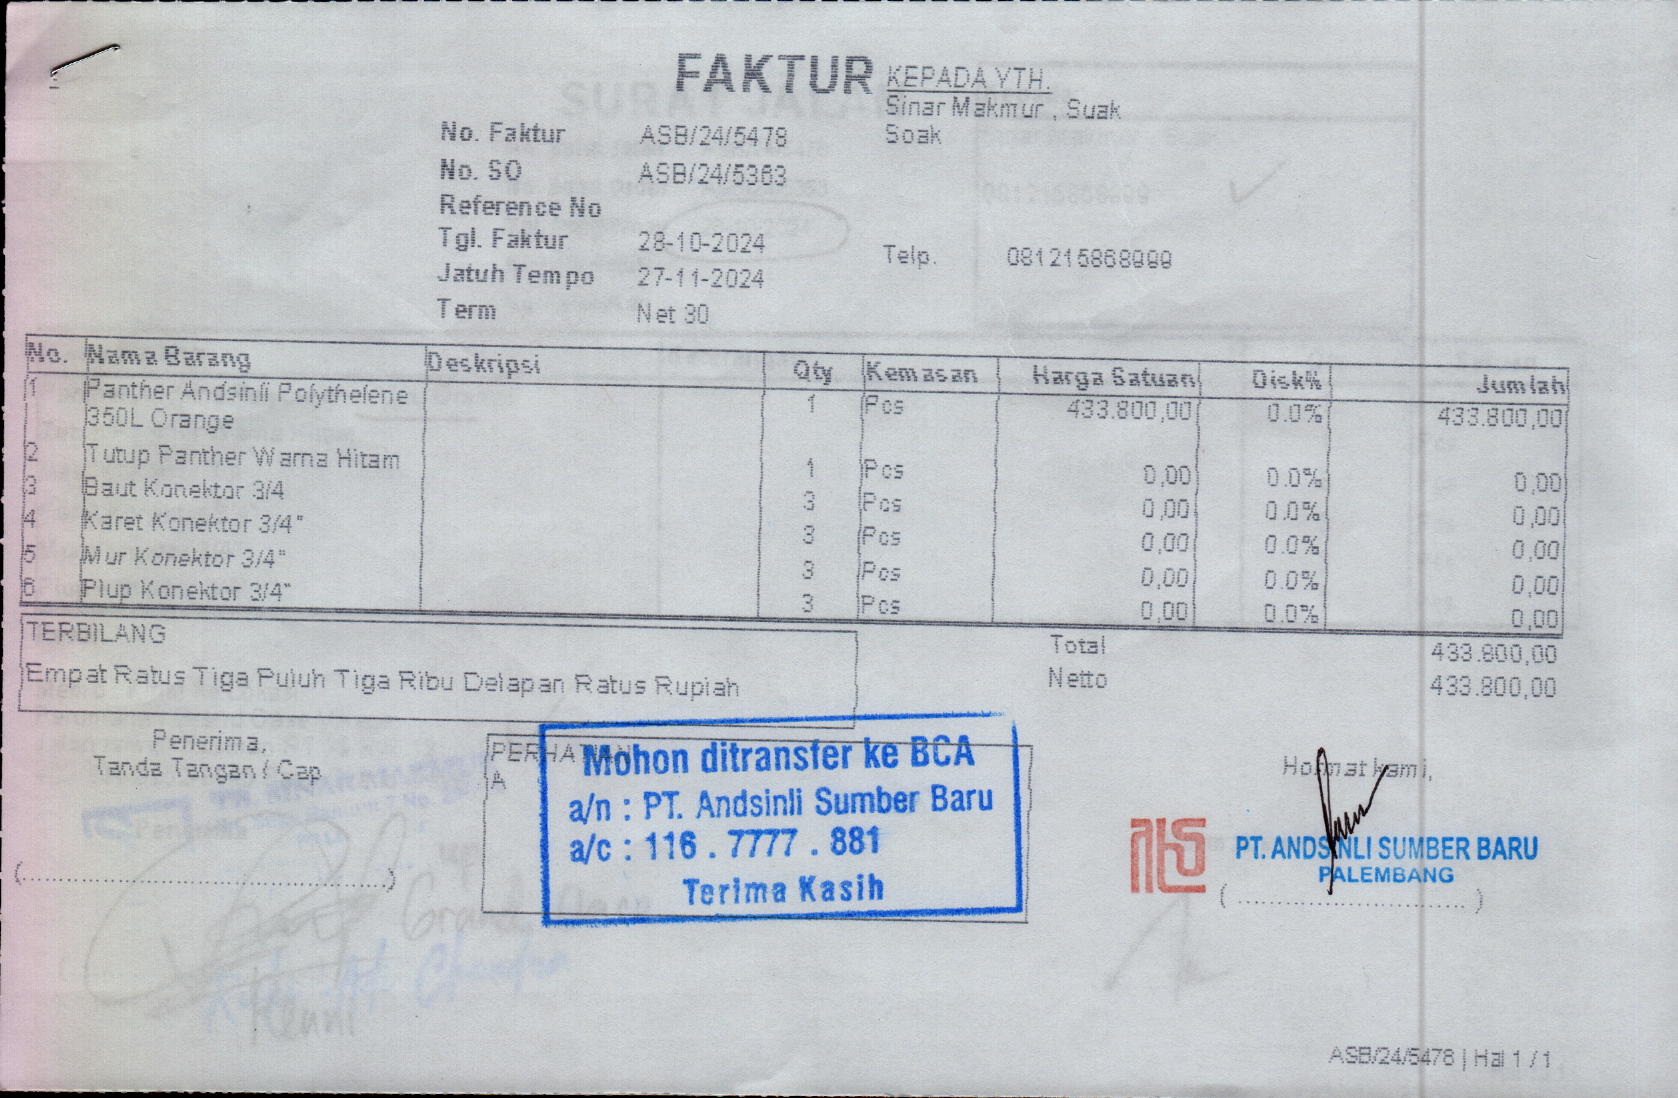 FAKTUR
KEPADA YTH.
Sinar Makmur , Suak
Soak
No. Faktur ASB/24/5478
No. SO ASB/24/5363
Reference No
Tgl. Faktur 28-10-2024
Jatuh Tempo 27-11-2024
Term Net 30
Telp. 081215868999
No. Nama Barang Deskripsi Qty Kemasan Harga Satuan Disk% Jumlah
1 Panther Andsinli Polythelene 1 Pcs 433.800,00 0.0% 433.800,00
350L Orange
2 Tutup Panther Warna Hitam 1 Pcs 0,00 0.0% 0,00
3 Baut Konektor 3/4 3 Pcs 0,00 0.0% 0,00
4 Karet Konektor 3/4" 3 Pcs 0,00 0.0% 0,00
5 Mur Konektor 3/4" 3 Pcs 0,00 0.0% 0,00
6 Plup Konektor 3/4" 3 Pcs 0,00 0.0% 0,00
TERBILANG
Empat Ratus Tiga Puluh Tiga Ribu Delapan Ratus Rupiah
Total 433.800,00
Netto 433.800,00
Penerima,
Tanda Tangan / Cap
PERHATIAN
A
Mohon ditransfer ke BCA
a/n : PT. Andsinli Sumber Baru
a/c : 116 . 7777 . 881
Terima Kasih
Hormat kami,
PT. ANDSINLI SUMBER BARU
PALEMBANG
ASB/24/5478 | Hal 1 / 1